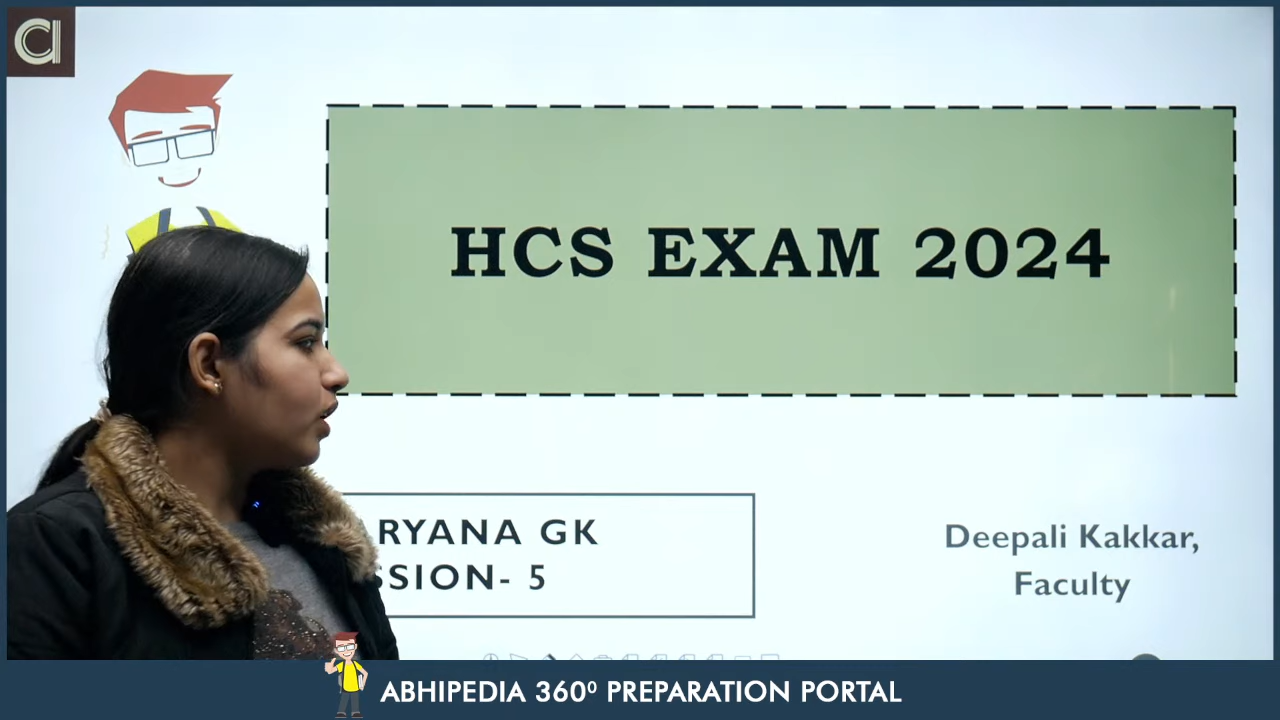 HCS EXAM 2024
RYANA GK
SSION- 5
Deepali Kakkar,
Faculty
ABHIPEDIA 360⁰ PREPARATION PORTAL